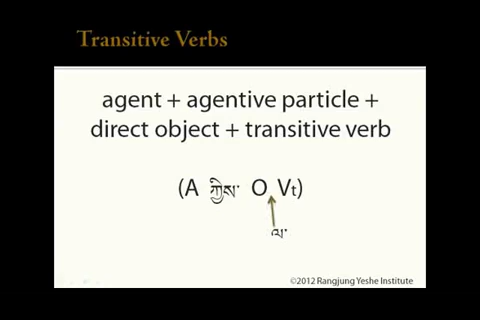 Transitive Verbs
agent + agentive particle +
direct object + transitive verb
(A ཀྱིས་ O Vt)
ལ་
©2012 Rangjung Yeshe Institute